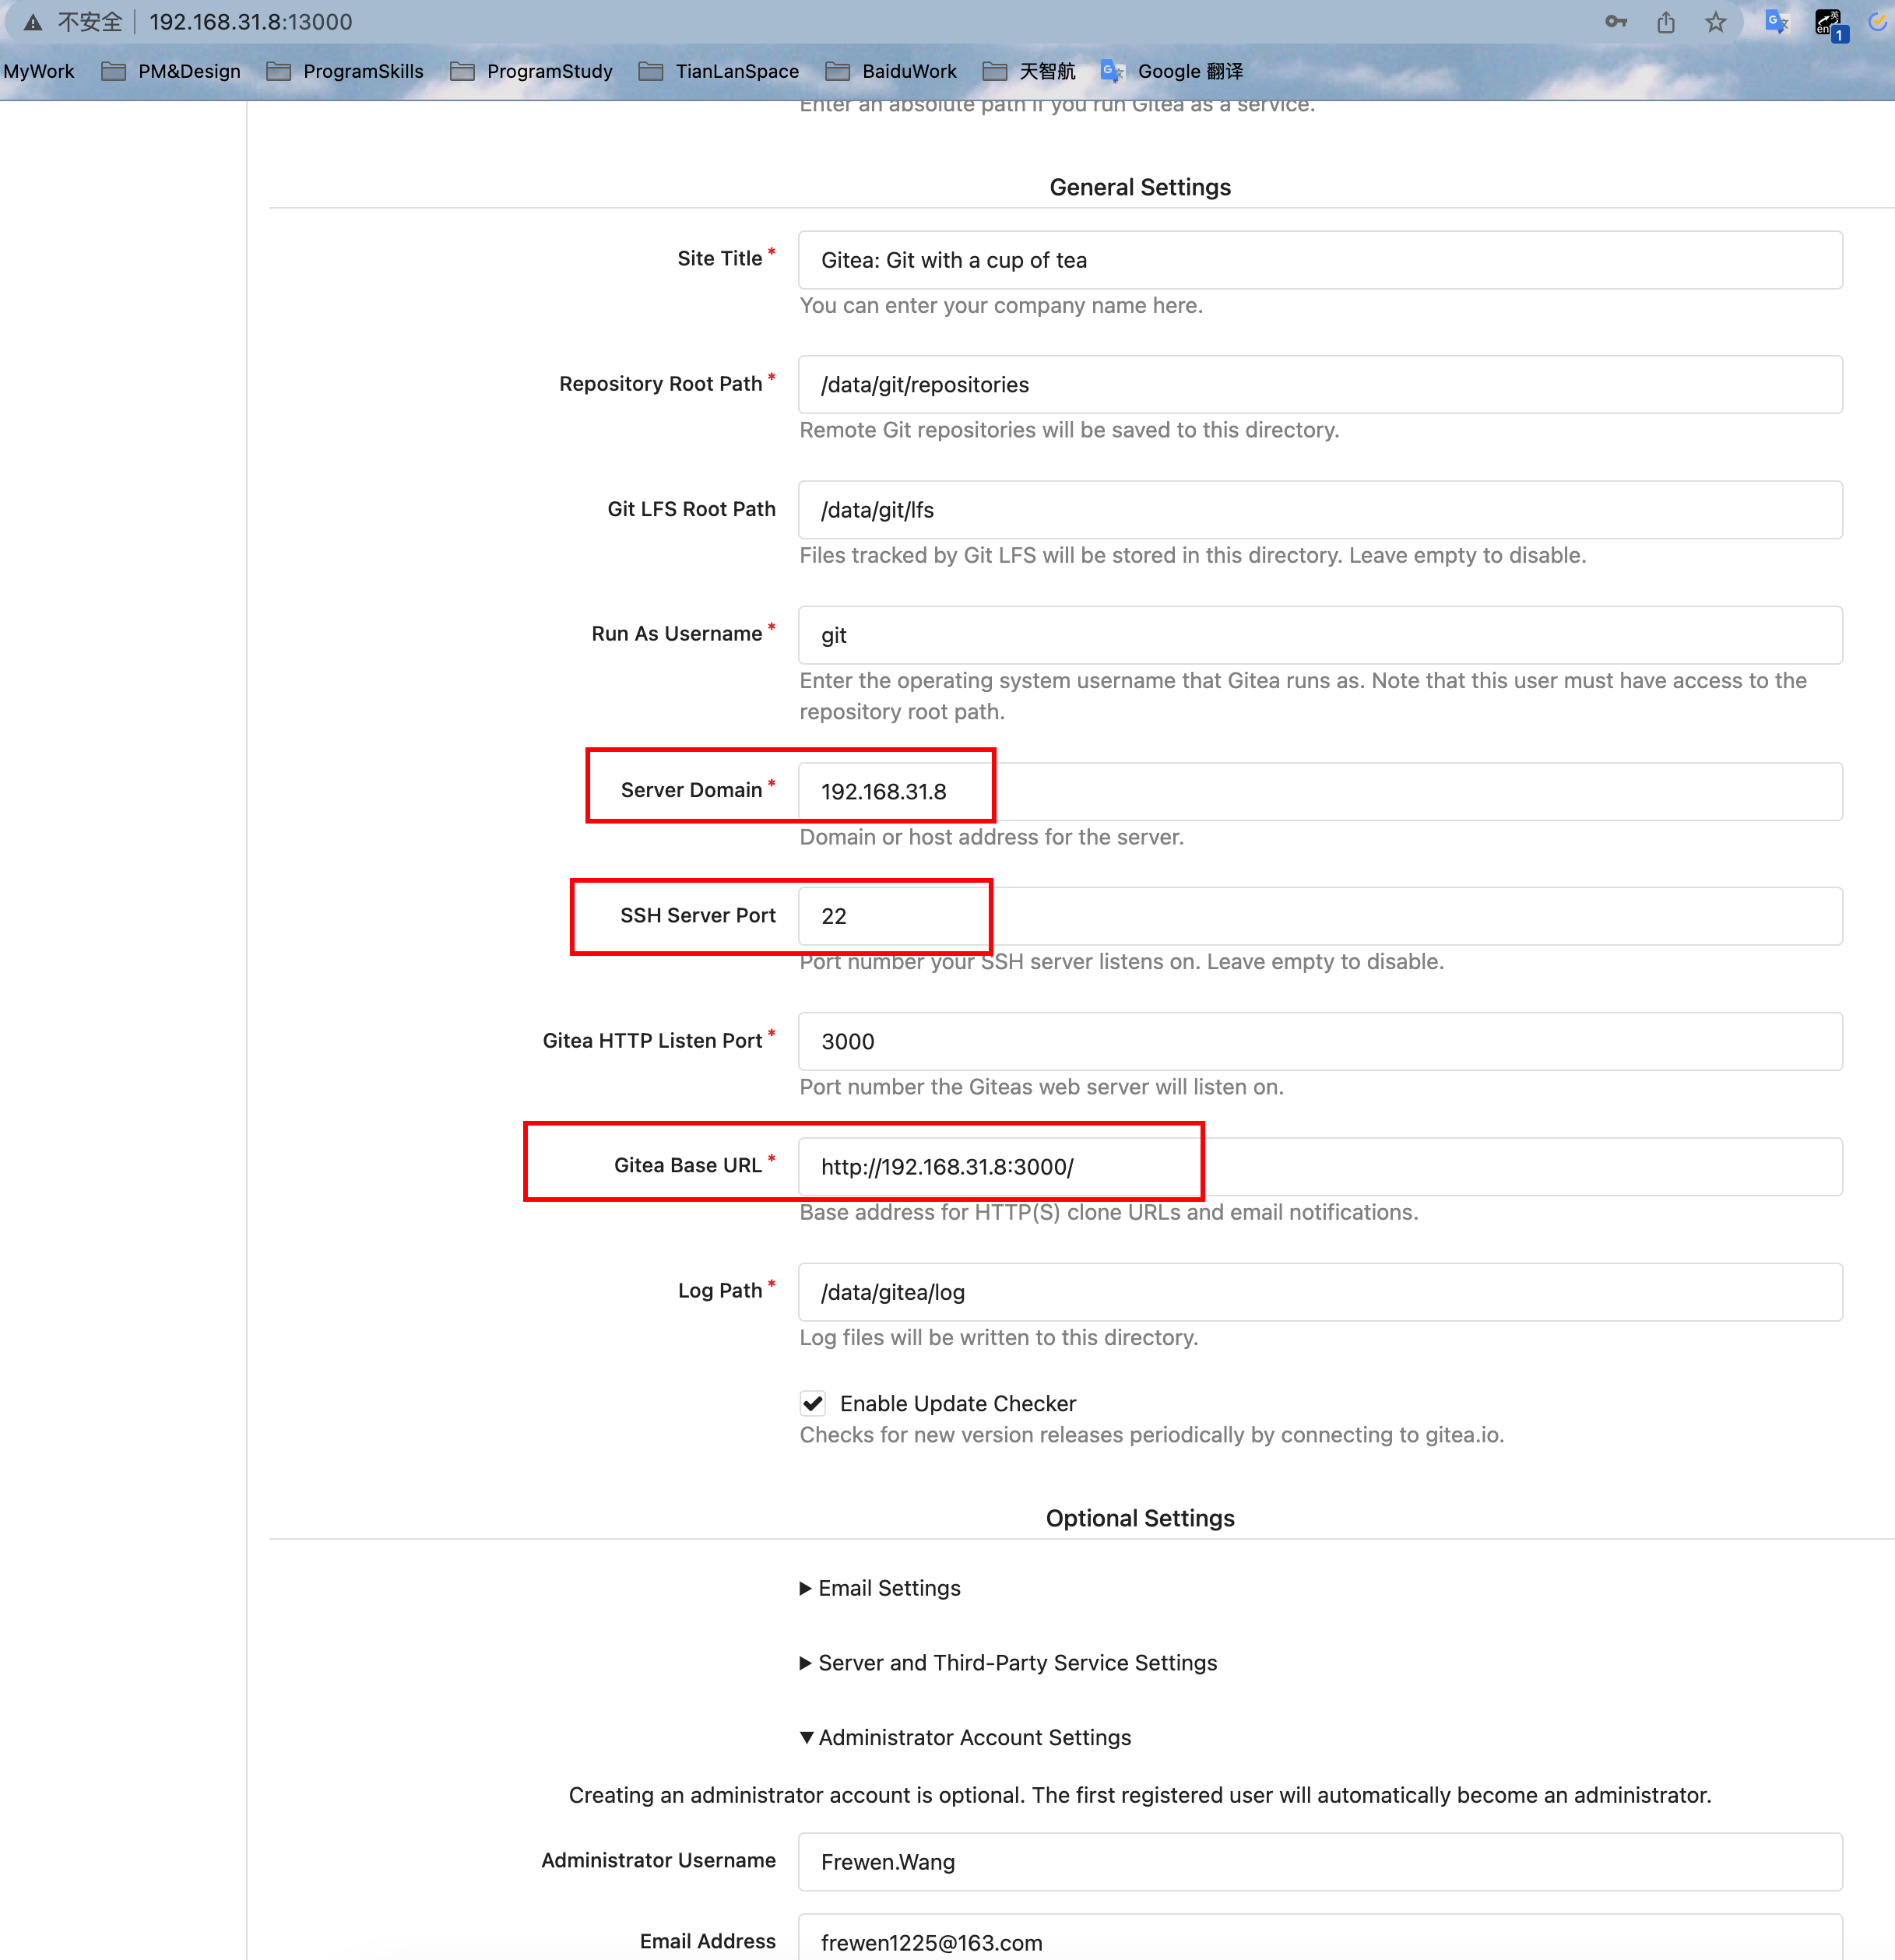 不安全 | 192.168.31.8:13000
MyWork PM&Design ProgramSkills ProgramStudy TianLanSpace BaiduWork 天智航 Google 翻译
Enter an absolute path if you run Gitea as a service.
General Settings
Site Title * Gitea: Git with a cup of tea
You can enter your company name here.
Repository Root Path * /data/git/repositories
Remote Git repositories will be saved to this directory.
Git LFS Root Path /data/git/lfs
Files tracked by Git LFS will be stored in this directory. Leave empty to disable.
Run As Username * git
Enter the operating system username that Gitea runs as. Note that this user must have access to the
repository root path.
Server Domain * 192.168.31.8
Domain or host address for the server.
SSH Server Port 22
Port number your SSH server listens on. Leave empty to disable.
Gitea HTTP Listen Port * 3000
Port number the Giteas web server will listen on.
Gitea Base URL * http://192.168.31.8:3000/
Base address for HTTP(S) clone URLs and email notifications.
Log Path * /data/gitea/log
Log files will be written to this directory.
Enable Update Checker
Checks for new version releases periodically by connecting to gitea.io.
Optional Settings
Email Settings
Server and Third-Party Service Settings
Administrator Account Settings
Creating an administrator account is optional. The first registered user will automatically become an administrator.
Administrator Username Frewen.Wang
Email Address frewen1225@163.com